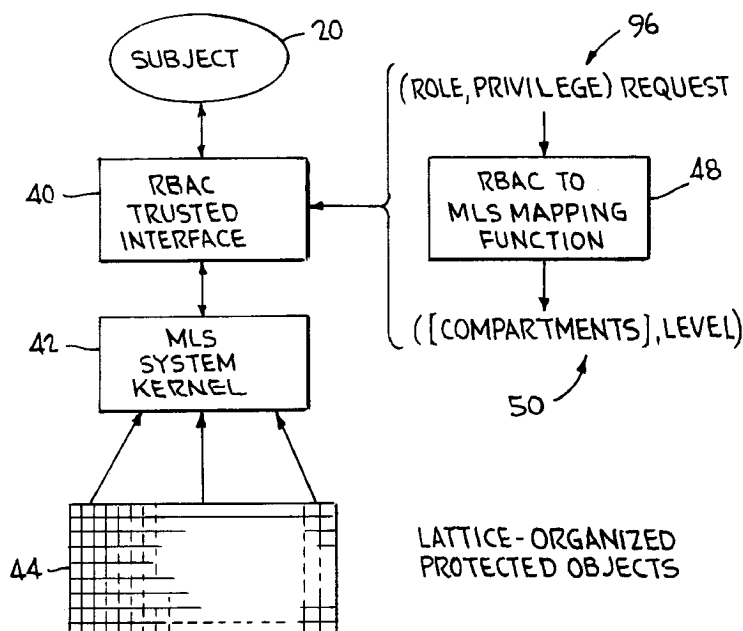 SUBJECT
20
96
(ROLE, PRIVILEGE) REQUEST
40
RBAC
TRUSTED
INTERFACE
RBAC TO
MLS MAPPING
FUNCTION
48
42
MLS
SYSTEM
KERNEL
([COMPARTMENTS], LEVEL)
50
44
LATTICE-ORGANIZED
PROTECTED OBJECTS